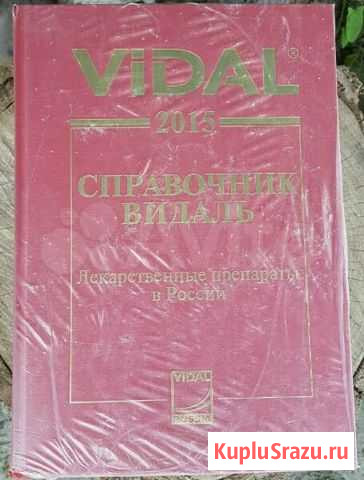 ViDAL®
2015
СПРАВОЧНИК
ВИДАЛЬ
Лекарственные препараты
в России
ViDAL
KupluSrazu.ru